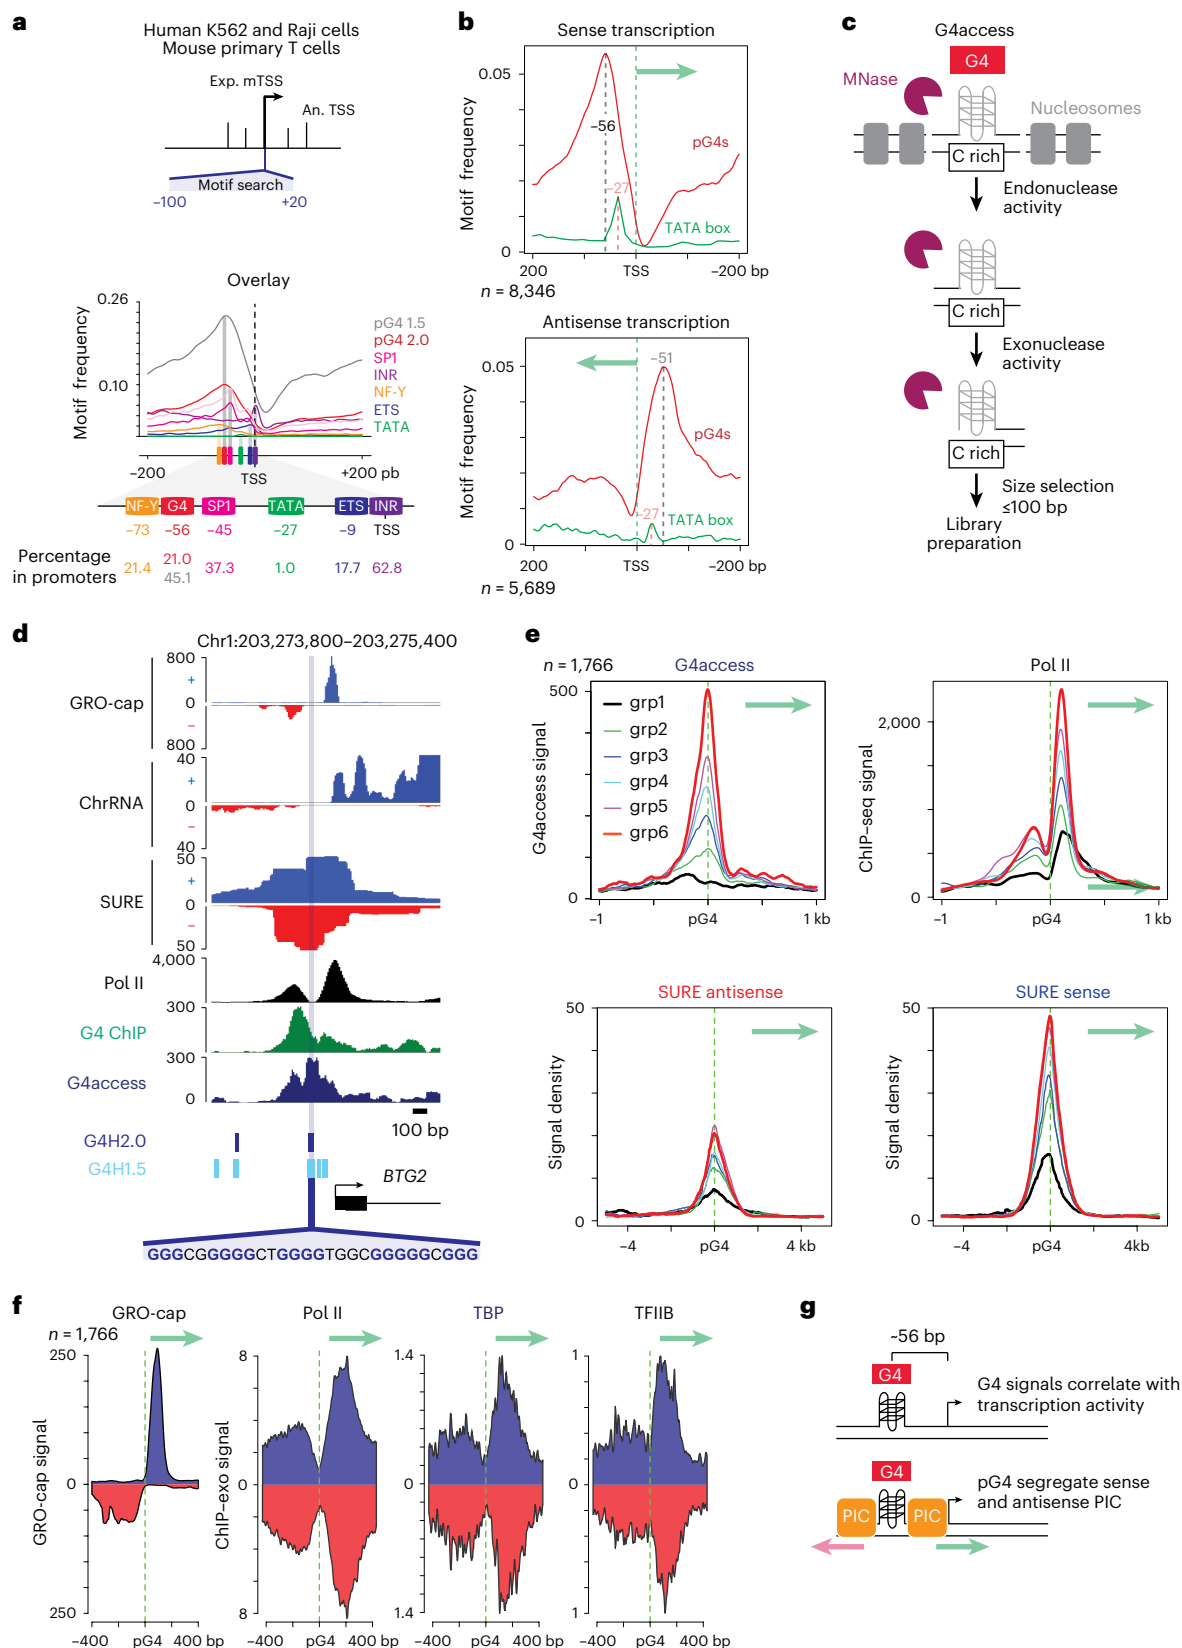 a
Human K562 and Raji cells
Mouse primary T cells
Exp. mTSS
An. TSS
Motif search
−100
+20
Overlay
0.26
0.10
Motif frequency
pG4 1.5
pG4 2.0
SP1
INR
NF-Y
ETS
TATA
−200
TSS
+200 pb
NF-Y G4 SP1 TATA ETS INR
−73 −56 −45 −27 −9 TSS
Percentage in promoters
21.4 21.0 37.3 1.0 17.7 62.8
45.1
b
Sense transcription
0.05
−56
pG4s
−27
TATA box
Motif frequency
0
200 TSS −200 bp
n = 8,346
Antisense transcription
−51
0.05
pG4s
−27
TATA box
Motif frequency
0
200 TSS −200 bp
n = 5,689
c
G4access
G4
MNase
Nucleosomes
C rich
Endonuclease activity
C rich
Exonuclease activity
C rich
Size selection
≤100 bp
Library preparation
d
Chr1:203,273,800–203,275,400
800
+
GRO-cap
0
−
800
40
+
ChrRNA
0
−
40
50
+
SURE
0
−
50
4,000
Pol II
300
G4 ChIP
300
G4access
0
100 bp
G4H2.0
G4H1.5
BTG2
GGGCGGGGGCTGGGGTGGCGGGGGCGGG
e
n = 1,766
G4access
500
grp1
grp2
grp3
grp4
grp5
grp6
G4access signal
0
−1 pG4 1 kb
Pol II
2,000
ChIP–seq signal
0
−1 pG4 1 kb
SURE antisense
50
Signal density
0
−4 pG4 4 kb
SURE sense
50
Signal density
0
−4 pG4 4kb
f
GRO-cap
n = 1,766
250
GRO-cap signal
0
250
−400 pG4 400 bp
Pol II
8
ChIP–exo signal
0
8
−400 pG4 400 bp
TBP
1.4
0
1.4
−400 pG4 400 bp
TFIIB
1
0
1
−400 pG4 400 bp
g
~56 bp
G4
G4 signals correlate with
transcription activity
G4
PIC
PIC
pG4 segregate sense
and antisense PIC